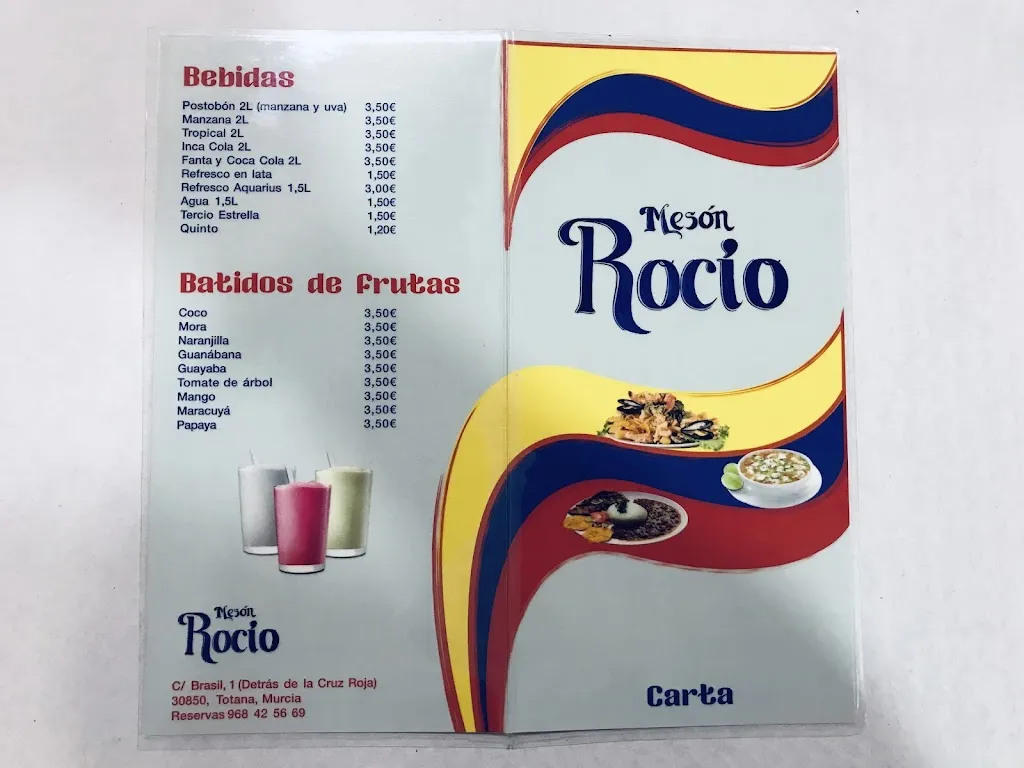 Bebidas
Postobón 2L (manzana y uva) 3,50€
Manzana 2L 3,50€
Tropical 2L 3,50€
Inca Cola 2L 3,50€
Fanta y Coca Cola 2L 3,50€
Refresco en lata 1,50€
Refresco Aquarius 1,5L 3,00€
Agua 1,5L 1,50€
Tercio Estrella 1,50€
Quinto 1,20€
Batidos de frutas
Coco 3,50€
Mora 3,50€
Naranjilla 3,50€
Guanábana 3,50€
Guayaba 3,50€
Tomate de árbol 3,50€
Mango 3,50€
Maracuyá 3,50€
Papaya 3,50€
Mesón
Rocio
C/ Brasil, 1 (Detrás de la Cruz Roja)
30850, Totana, Murcia
Reservas 968 42 56 69
Mesón
Rocio
Carta